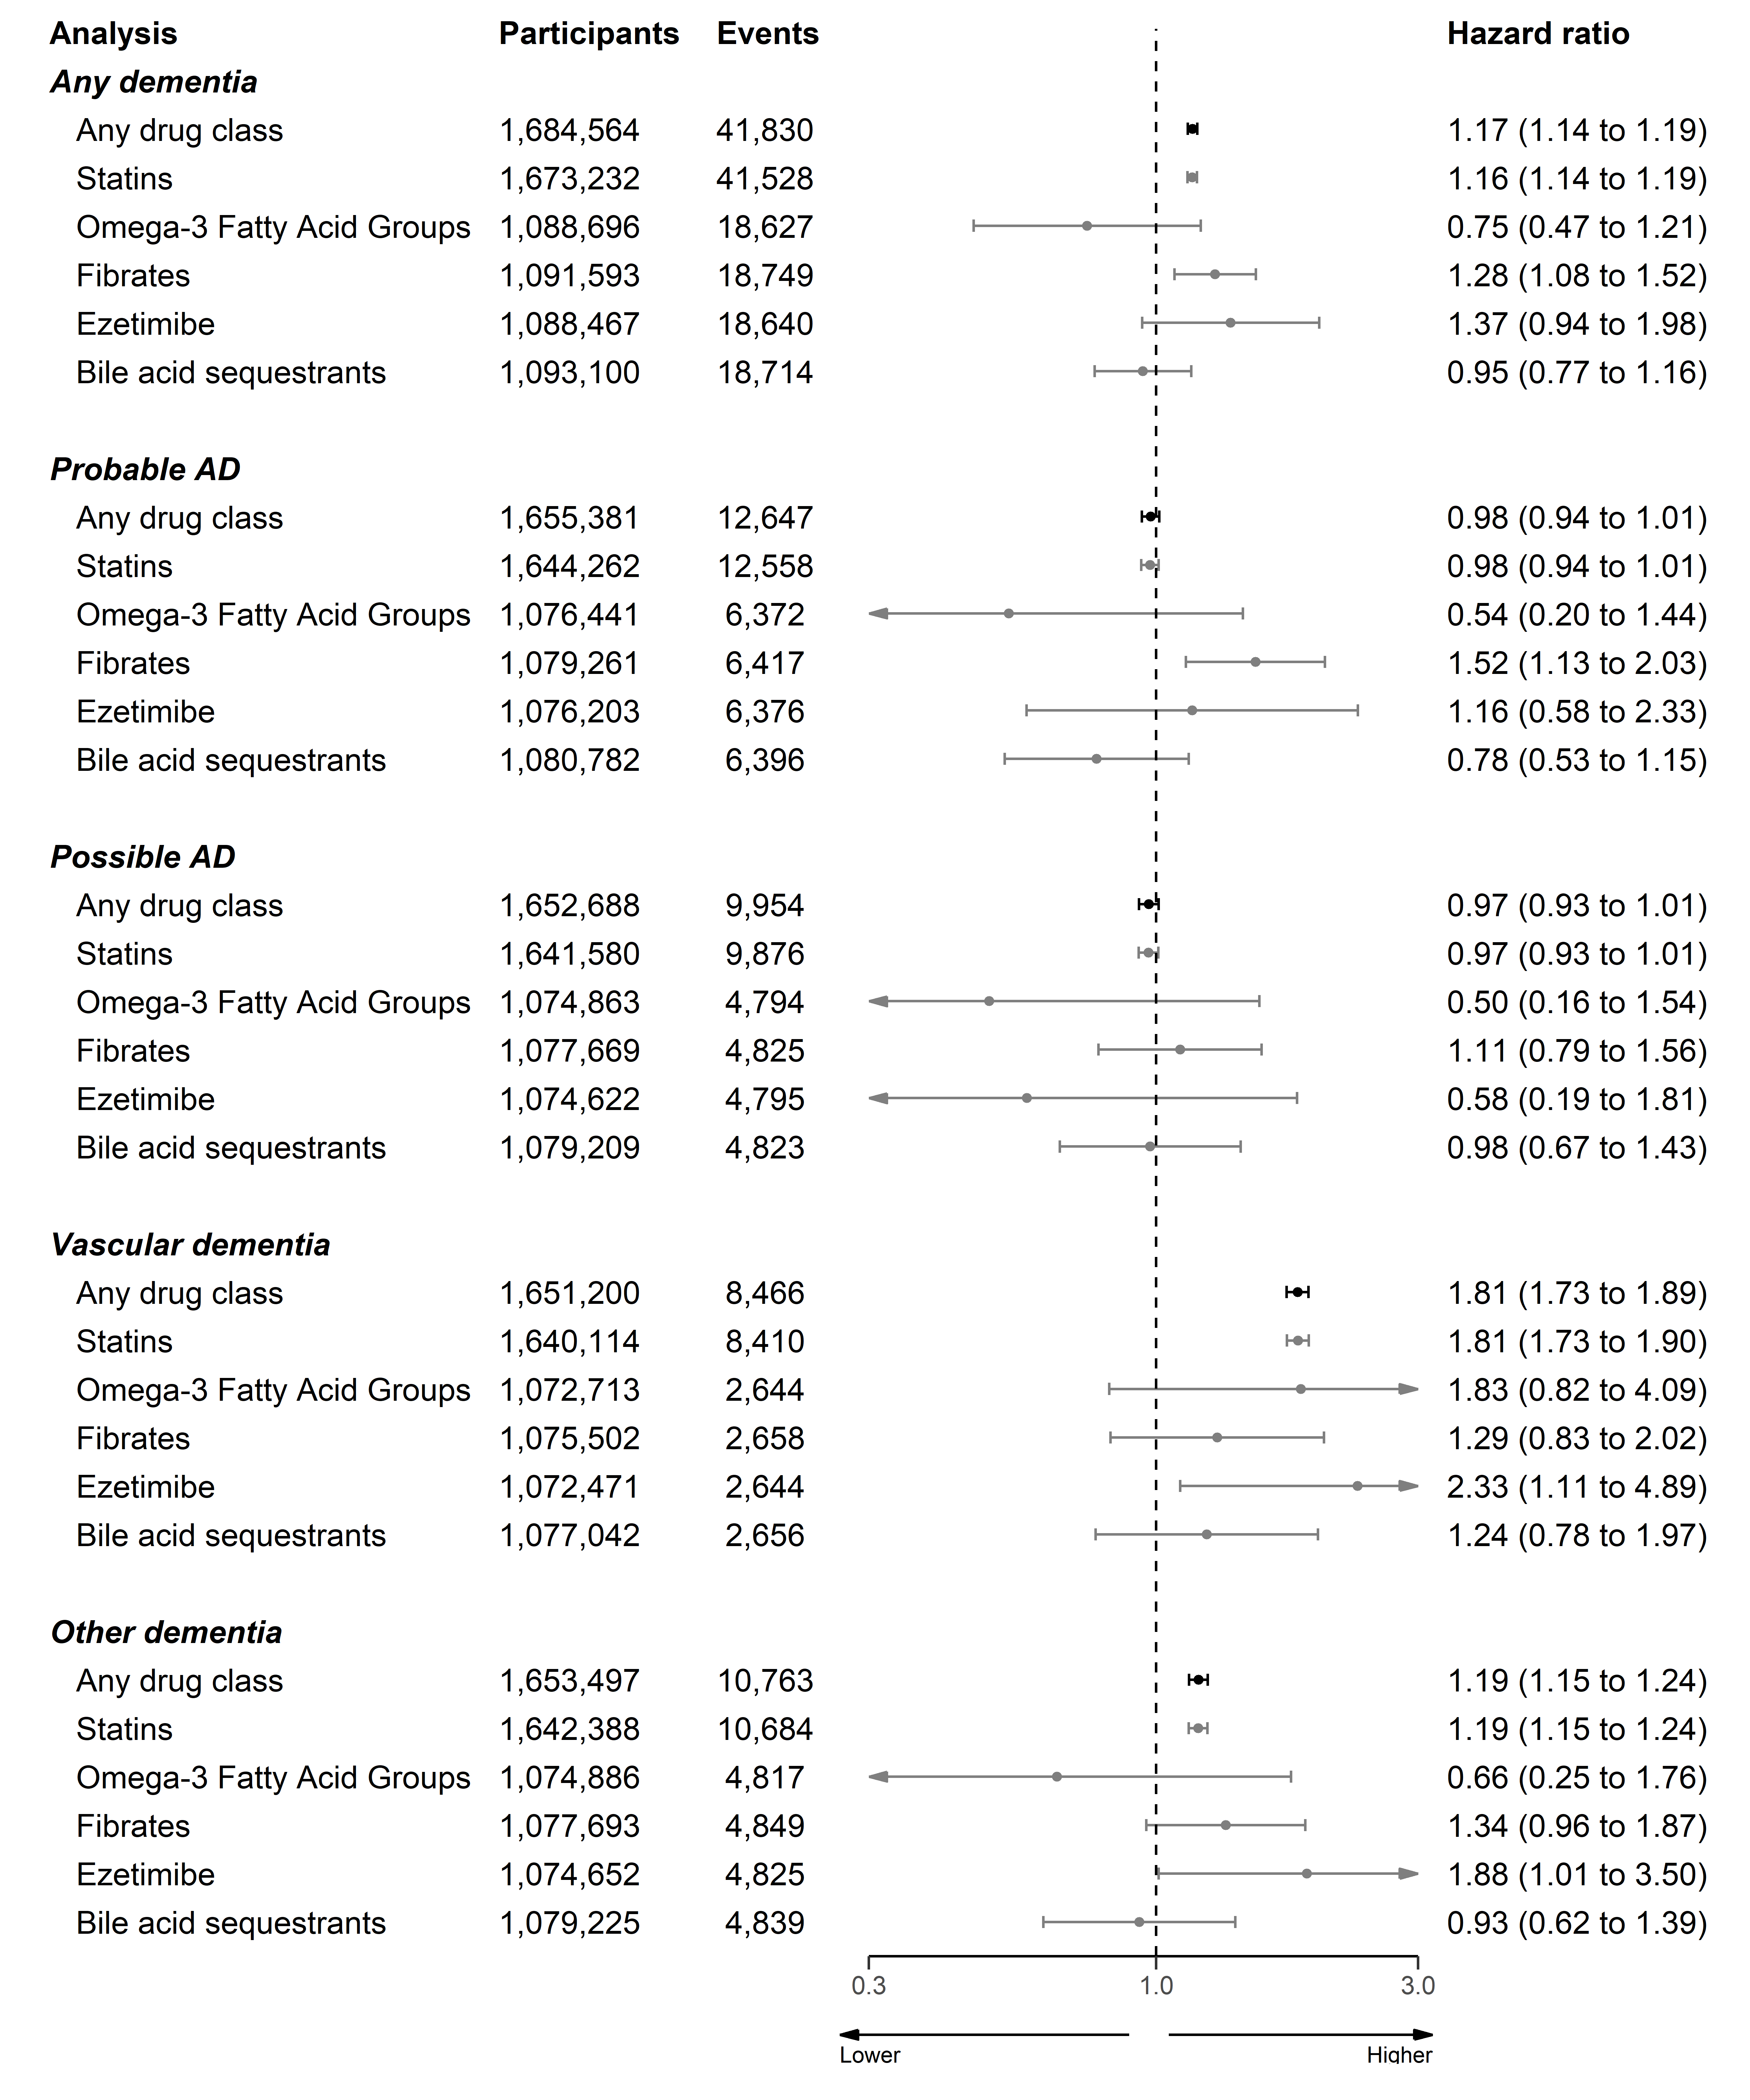 Analysis Participants Events Hazard ratio
Any dementia
Any drug class 1,684,564 41,830 1.17 (1.14 to 1.19)
Statins 1,673,232 41,528 1.16 (1.14 to 1.19)
Omega-3 Fatty Acid Groups 1,088,696 18,627 0.75 (0.47 to 1.21)
Fibrates 1,091,593 18,749 1.28 (1.08 to 1.52)
Ezetimibe 1,088,467 18,640 1.37 (0.94 to 1.98)
Bile acid sequestrants 1,093,100 18,714 0.95 (0.77 to 1.16)
Probable AD
Any drug class 1,655,381 12,647 0.98 (0.94 to 1.01)
Statins 1,644,262 12,558 0.98 (0.94 to 1.01)
Omega-3 Fatty Acid Groups 1,076,441 6,372 0.54 (0.20 to 1.44)
Fibrates 1,079,261 6,417 1.52 (1.13 to 2.03)
Ezetimibe 1,076,203 6,376 1.16 (0.58 to 2.33)
Bile acid sequestrants 1,080,782 6,396 0.78 (0.53 to 1.15)
Possible AD
Any drug class 1,652,688 9,954 0.97 (0.93 to 1.01)
Statins 1,641,580 9,876 0.97 (0.93 to 1.01)
Omega-3 Fatty Acid Groups 1,074,863 4,794 0.50 (0.16 to 1.54)
Fibrates 1,077,669 4,825 1.11 (0.79 to 1.56)
Ezetimibe 1,074,622 4,795 0.58 (0.19 to 1.81)
Bile acid sequestrants 1,079,209 4,823 0.98 (0.67 to 1.43)
Vascular dementia
Any drug class 1,651,200 8,466 1.81 (1.73 to 1.89)
Statins 1,640,114 8,410 1.81 (1.73 to 1.90)
Omega-3 Fatty Acid Groups 1,072,713 2,644 1.83 (0.82 to 4.09)
Fibrates 1,075,502 2,658 1.29 (0.83 to 2.02)
Ezetimibe 1,072,471 2,644 2.33 (1.11 to 4.89)
Bile acid sequestrants 1,077,042 2,656 1.24 (0.78 to 1.97)
Other dementia
Any drug class 1,653,497 10,763 1.19 (1.15 to 1.24)
Statins 1,642,388 10,684 1.19 (1.15 to 1.24)
Omega-3 Fatty Acid Groups 1,074,886 4,817 0.66 (0.25 to 1.76)
Fibrates 1,077,693 4,849 1.34 (0.96 to 1.87)
Ezetimibe 1,074,652 4,825 1.88 (1.01 to 3.50)
Bile acid sequestrants 1,079,225 4,839 0.93 (0.62 to 1.39)
0.3 1.0 3.0
Lower Higher